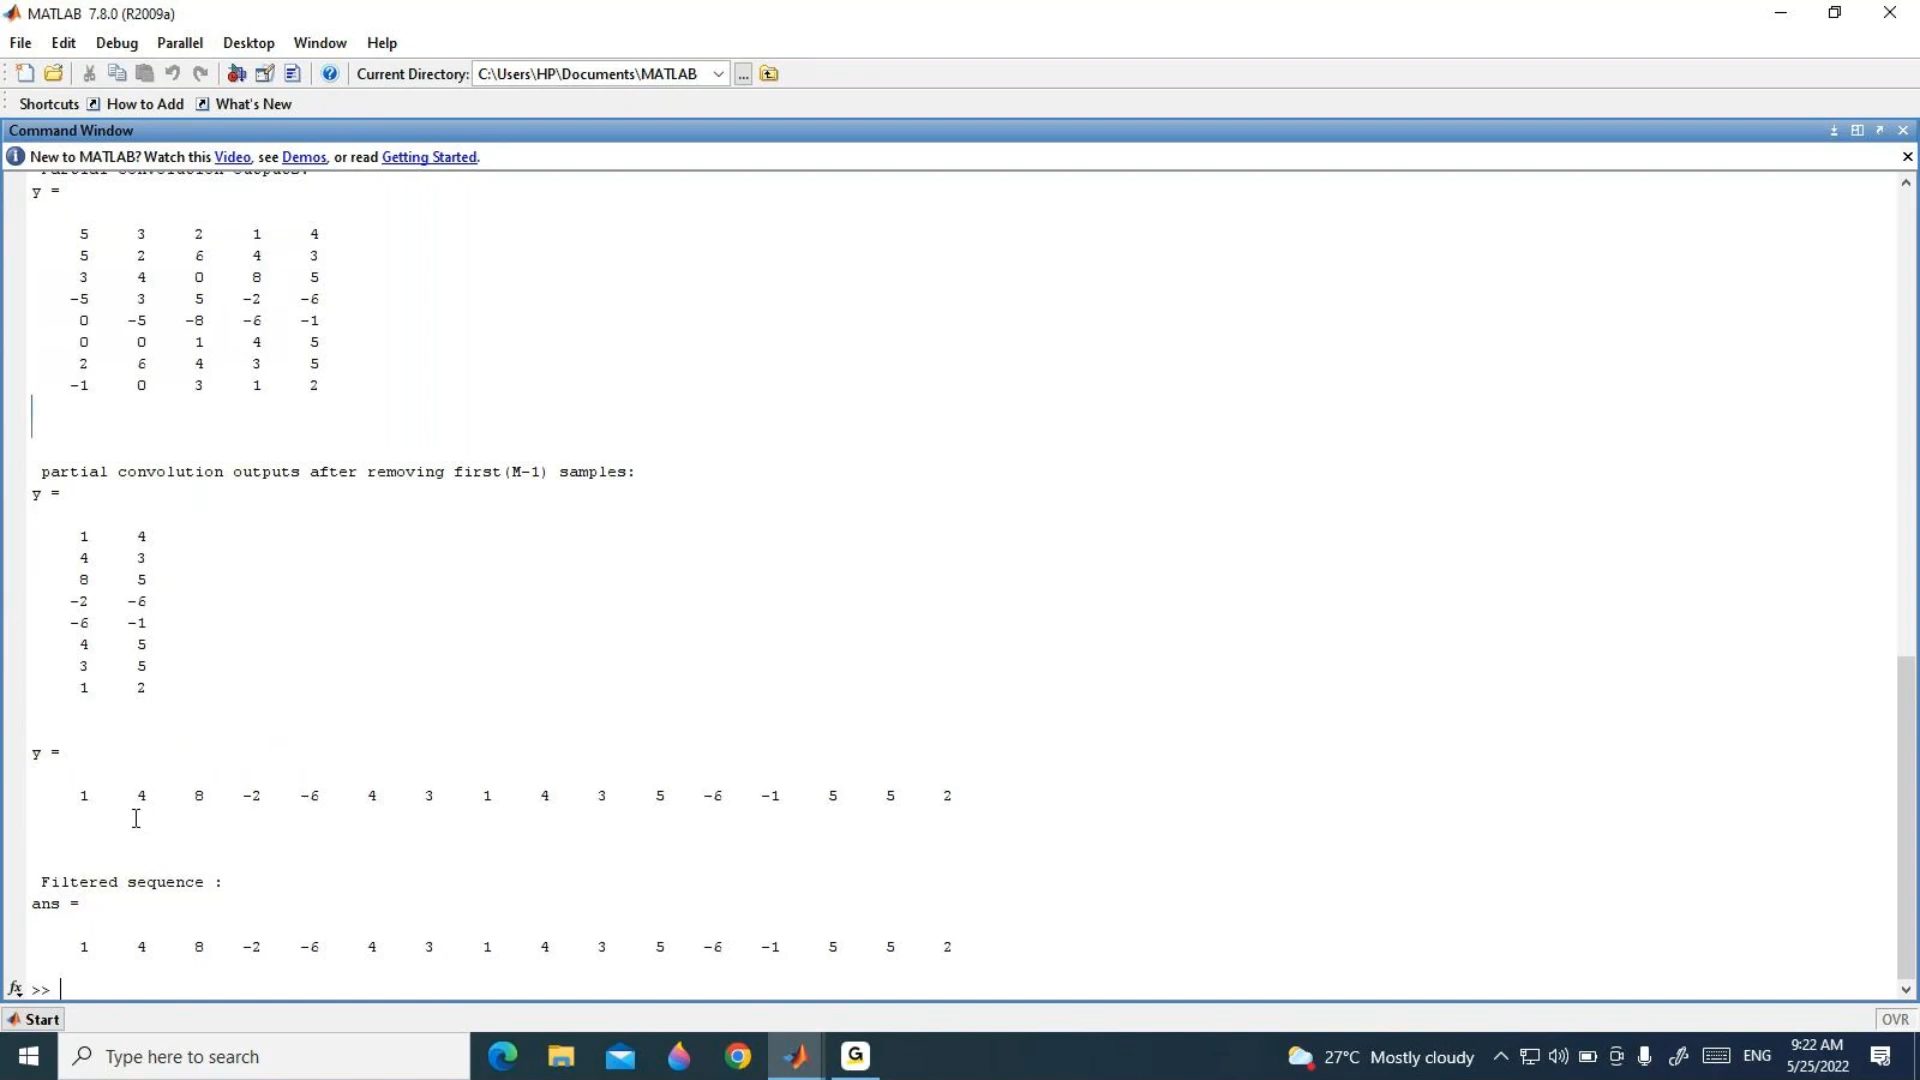 MATLAB 7.8.0 (R2009a)
File Edit Debug Parallel Desktop Window Help
Current Directory: C:\Users\HP\Documents\MATLAB ...
Shortcuts How to Add What's New
Command Window
New to MATLAB? Watch this Video, see Demos, or read Getting Started.
Partial convolution outputs:
y =
5 3 2 1 4
5 2 6 4 3
3 4 0 8 5
-5 3 5 -2 -6
0 -5 -8 -6 -1
0 0 1 4 5
2 6 4 3 5
-1 0 3 1 2
partial convolution outputs after removing first(M-1) samples:
y =
1 4
4 3
8 5
-2 -6
-6 -1
4 5
3 5
1 2
y =
1 4 8 -2 -6 4 3 1 4 3 5 -6 -1 5 5 2
Filtered sequence :
ans =
1 4 8 -2 -6 4 3 1 4 3 5 -6 -1 5 5 2
fx >>
Start OVR
Type here to search G 27°C Mostly cloudy ENG 9:22 AM
5/25/2022